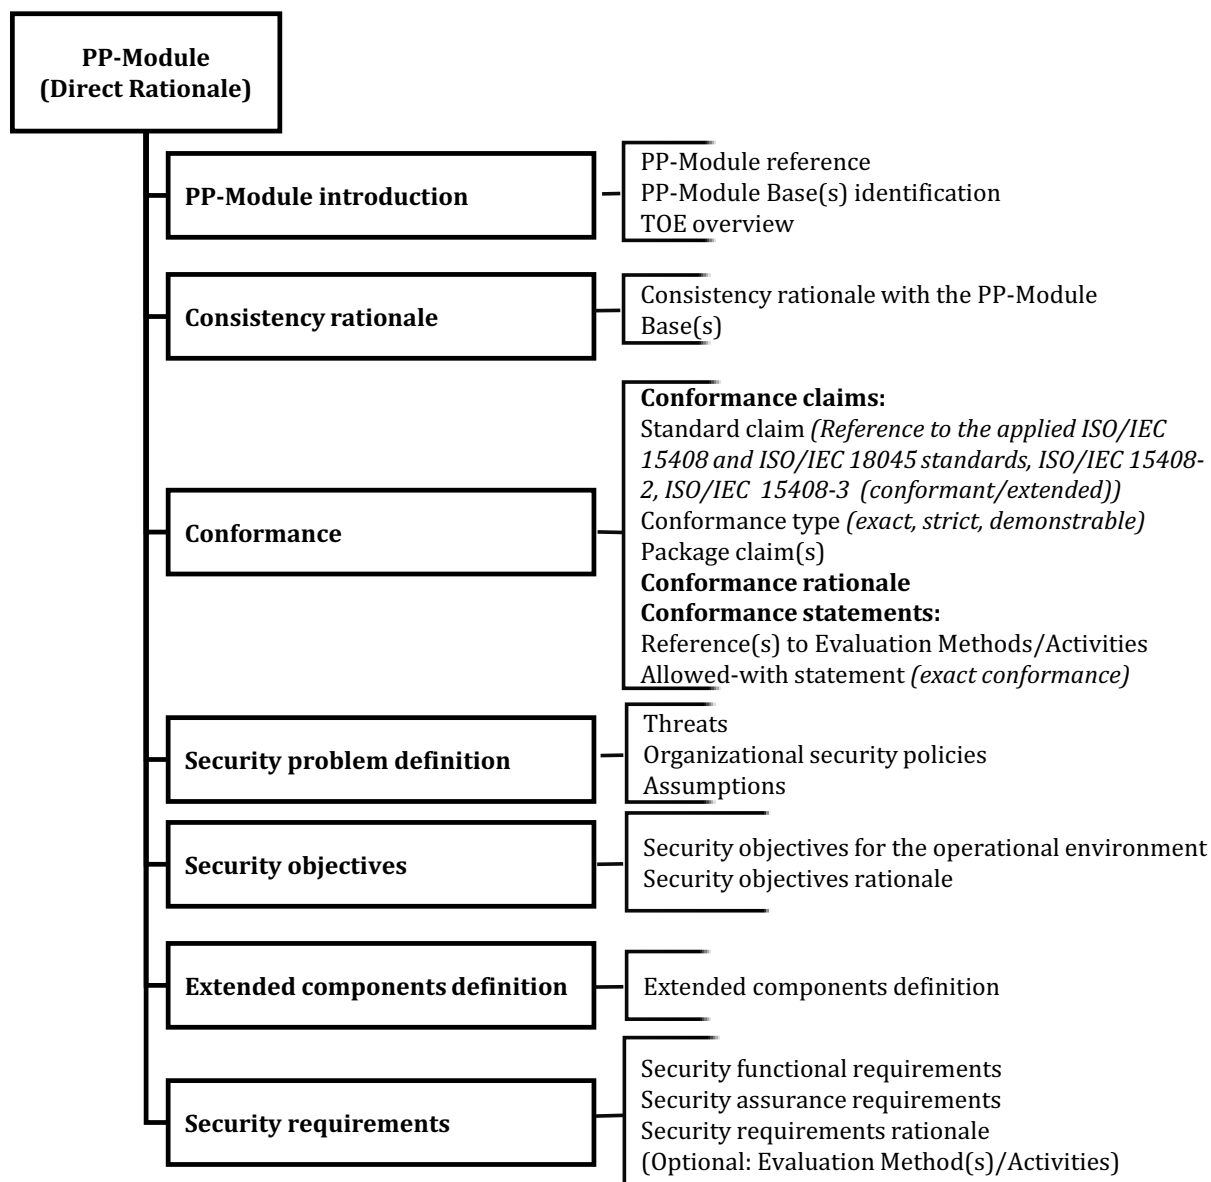 PP-Module
(Direct Rationale)
PP-Module introduction
PP-Module reference
PP-Module Base(s) identification
TOE overview
Consistency rationale
Consistency rationale with the PP-Module
Base(s)
Conformance
Conformance claims:
Standard claim (Reference to the applied ISO/IEC
15408 and ISO/IEC 18045 standards, ISO/IEC 15408-
2, ISO/IEC 15408-3 (conformant/extended))
Conformance type (exact, strict, demonstrable)
Package claim(s)
Conformance rationale
Conformance statements:
Reference(s) to Evaluation Methods/Activities
Allowed-with statement (exact conformance)
Security problem definition
Threats
Organizational security policies
Assumptions
Security objectives
Security objectives for the operational environment
Security objectives rationale
Extended components definition
Extended components definition
Security requirements
Security functional requirements
Security assurance requirements
Security requirements rationale
(Optional: Evaluation Method(s)/Activities)